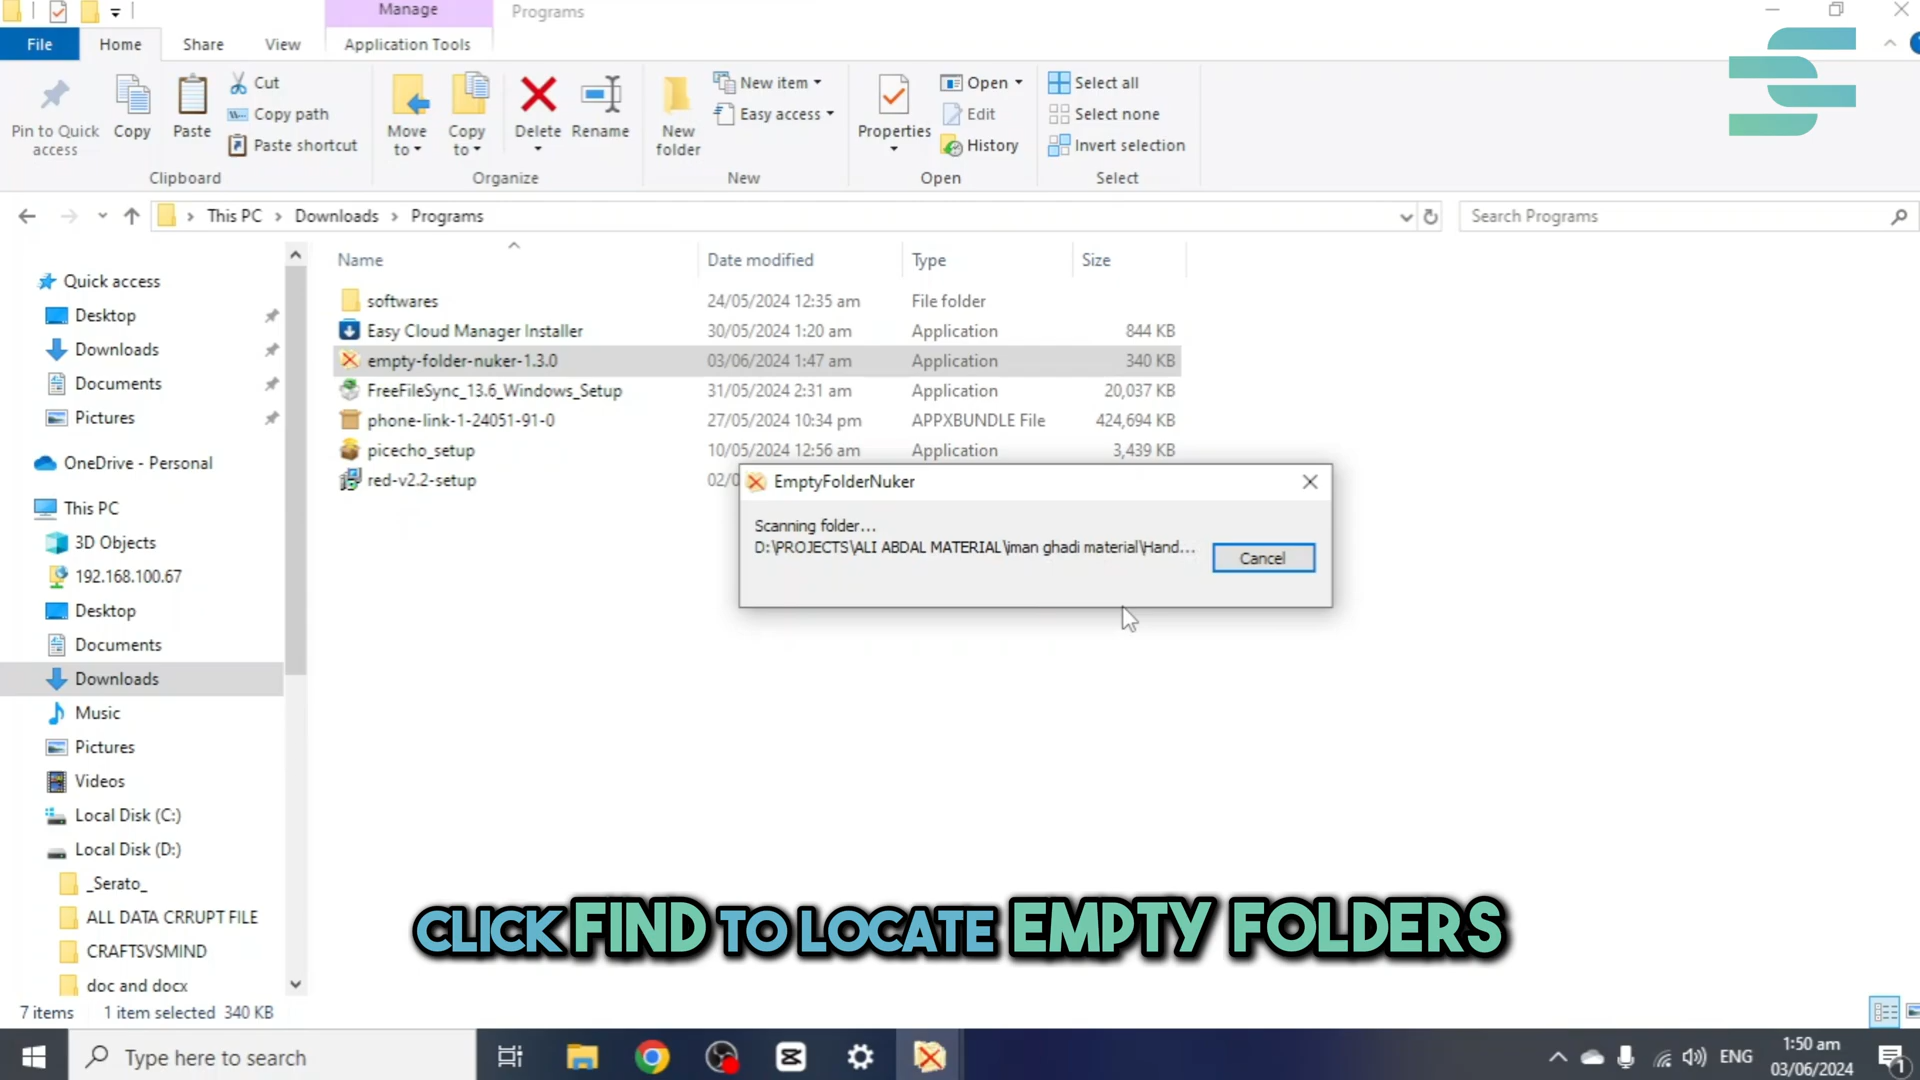 Manage
Programs
File
Home
Share
View
Application Tools
Pin to Quick access
Copy
Paste
Cut
Copy path
Paste shortcut
Clipboard
Move to
Copy to
Delete
Rename
Organize
New folder
New item
Easy access
New
Properties
Open
Edit
History
Open
Select all
Select none
Invert selection
Select
This PC > Downloads > Programs
Search Programs
Name Date modified Type Size
softwares 24/05/2024 12:35 am File folder
Easy Cloud Manager Installer 30/05/2024 1:20 am Application 844 KB
empty-folder-nuker-1.3.0 03/06/2024 1:47 am Application 340 KB
FreeFileSync_13.6_Windows_Setup 31/05/2024 2:31 am Application 20,037 KB
phone-link-1-24051-91-0 27/05/2024 10:34 pm APPXBUNDLE File 424,694 KB
picecho_setup 10/05/2024 12:56 am Application 3,439 KB
red-v2.2-setup 02/0
EmptyFolderNuker
Scanning folder...
D:\PROJECTS\ALI ABDAL MATERIAL\iman ghadi material\Hand...
Cancel
Quick access
Desktop
Downloads
Documents
Pictures
OneDrive - Personal
This PC
3D Objects
192.168.100.67
Desktop
Documents
Downloads
Music
Pictures
Videos
Local Disk (C:)
Local Disk (D:)
_Serato_
ALL DATA CRRUPT FILE
CRAFTSVSMIND
doc and docx
CLICK FIND TO LOCATE EMPTY FOLDERS
7 items 1 item selected 340 KB
Type here to search
ENG
1:50 am
03/06/2024
1